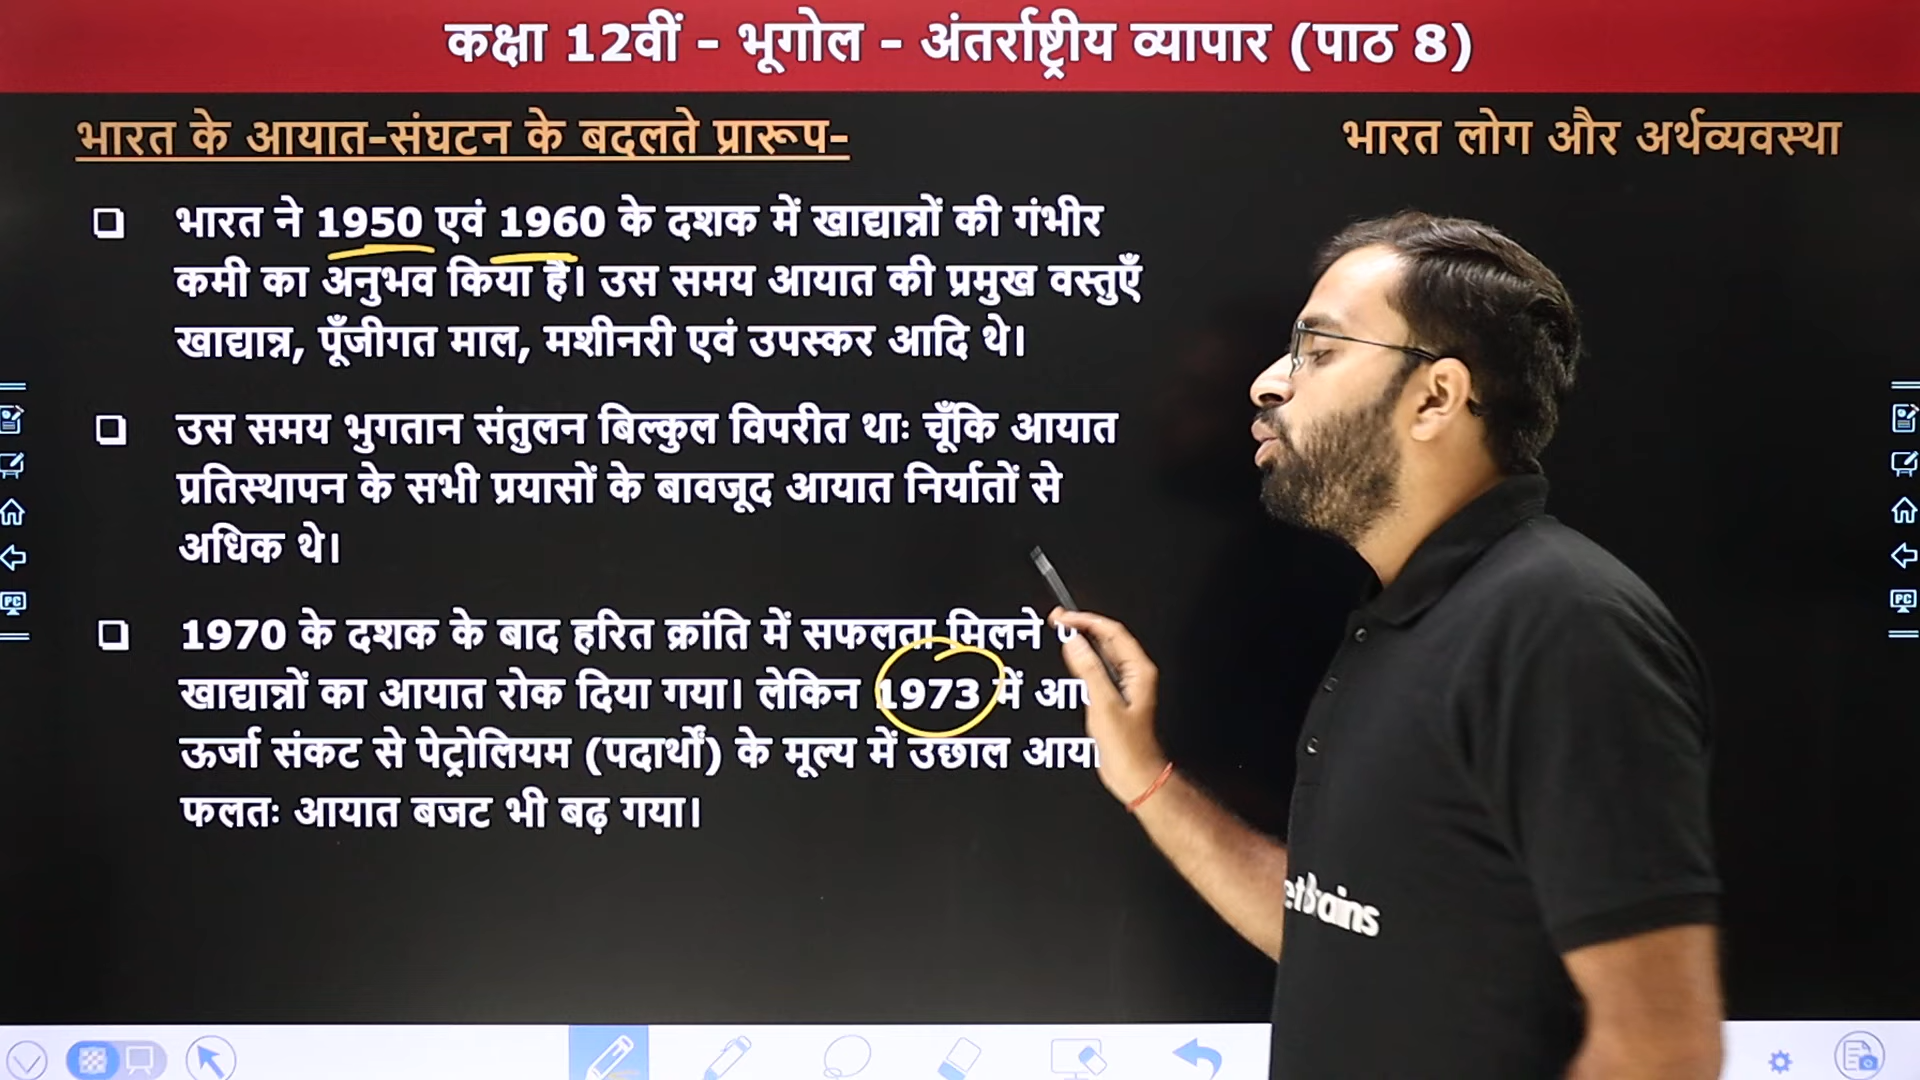 कक्षा 12वीं - भूगोल - अंतर्राष्ट्रीय व्यापार (पाठ 8)
भारत के आयात-संघटन के बदलते प्रारूप-
भारत लोग और अर्थव्यवस्था
भारत ने 1950 एवं 1960 के दशक में खाद्यान्नों की गंभीर
कमी का अनुभव किया है। उस समय आयात की प्रमुख वस्तुएँ
खाद्यान्न, पूँजीगत माल, मशीनरी एवं उपस्कर आदि थे।
उस समय भुगतान संतुलन बिल्कुल विपरीत थाः चूँकि आयात
प्रतिस्थापन के सभी प्रयासों के बावजूद आयात निर्यातों से
अधिक थे।
1970 के दशक के बाद हरित क्रांति में सफलता मिलने
खाद्यान्नों का आयात रोक दिया गया। लेकिन 1973 में
ऊर्जा संकट से पेट्रोलियम (पदार्थों) के मूल्य में उछाल आया
फलतः आयात बजट भी बढ़ गया।
etBrains
PC
PC